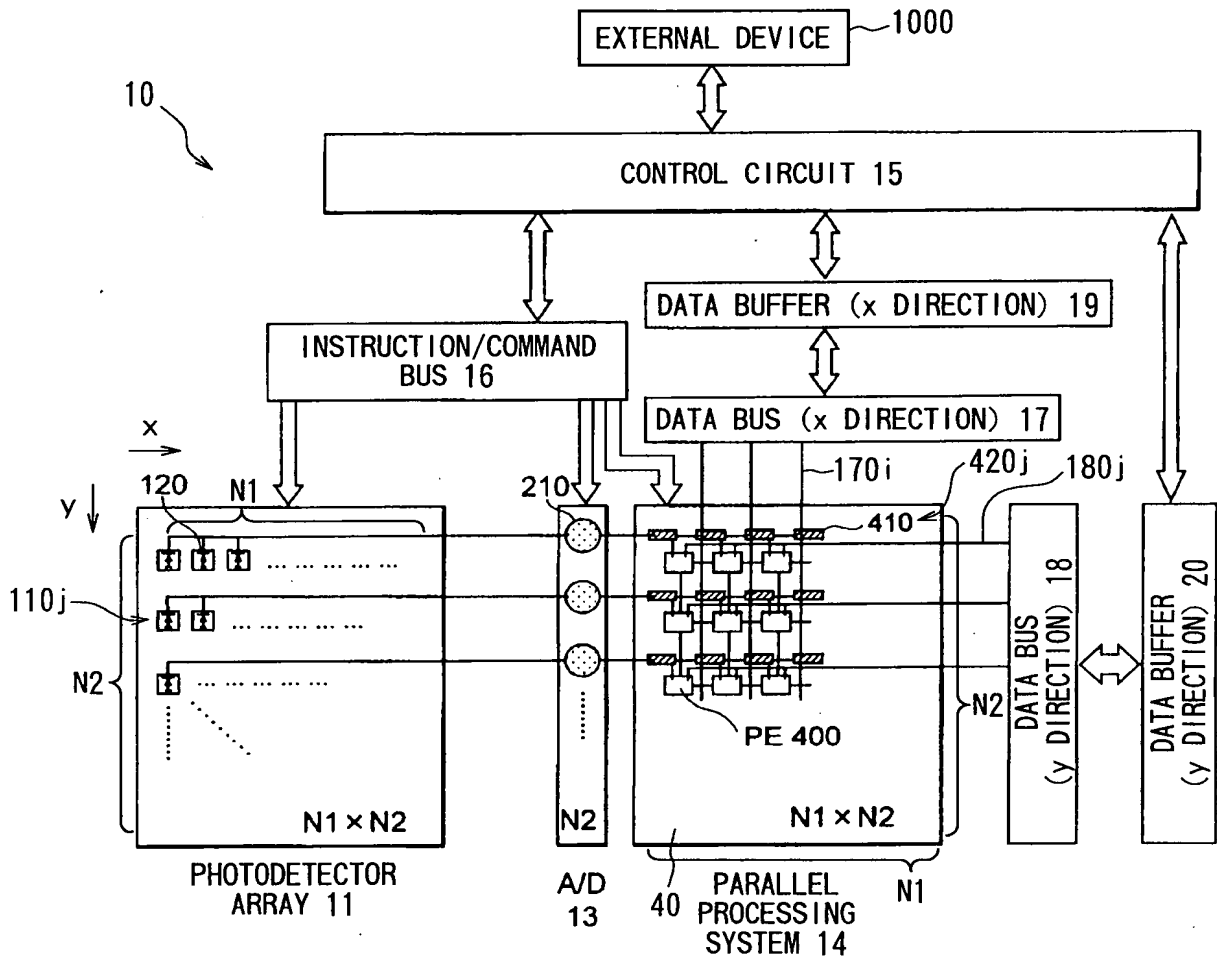 EXTERNAL DEVICE
1000
10
CONTROL CIRCUIT 15
DATA BUFFER (x DIRECTION) 19
INSTRUCTION/COMMAND
BUS 16
DATA BUS (x DIRECTION) 17
x
y
120
N1
210
170i
420j
180j
410
110j
N2
PE 400
N2
N1 × N2
N2
N1 × N2
DATA BUS
(y DIRECTION) 18
DATA BUFFER
(y DIRECTION) 20
PHOTODETECTOR
ARRAY 11
A/D
13
40
PARALLEL
PROCESSING
SYSTEM 14
N1